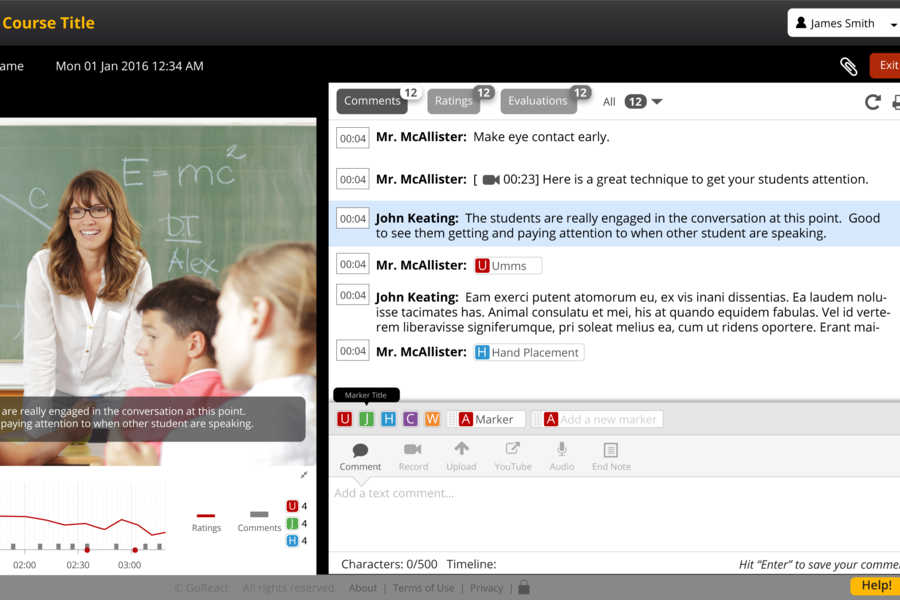 Course Title
James Smith
ame Mon 01 Jan 2016 12:34 AM
Exit
Comments 12 Ratings 12 Evaluations 12 All 12
00:04 Mr. McAllister: Make eye contact early.
00:04 Mr. McAllister: [ 00:23] Here is a great technique to get your students attention.
00:04 John Keating: The students are really engaged in the conversation at this point. Good
to see them getting and paying attention to when other student are speaking.
00:04 Mr. McAllister: U Umms
00:04 John Keating: Eam exerci putent atomorum eu, ex vis inani dissentias. Ea laudem nolu-
isse tacimates has. Animal consulatu et mei, his at quando equidem fabulas. Vel id verte-
rem liberavisse signiferumque, pri soleat melius ea, cum ut ridens oportere. Erant mai-
00:04 Mr. McAllister: H Hand Placement
Marker Title
U J H C W A Marker A Add a new marker
Comment Record Upload YouTube Audio End Note
Add a text comment...
Characters: 0/500 Timeline:
Hit “Enter” to save your comme
E=mc²
C
D.T
Alex
are really engaged in the conversation at this point.
paying attention to when other student are speaking.
Ratings Comments
U 4
J 4
H 4
02:00 02:30 03:00
© GoReact All rights reserved. About | Terms of Use | Privacy |
Help!